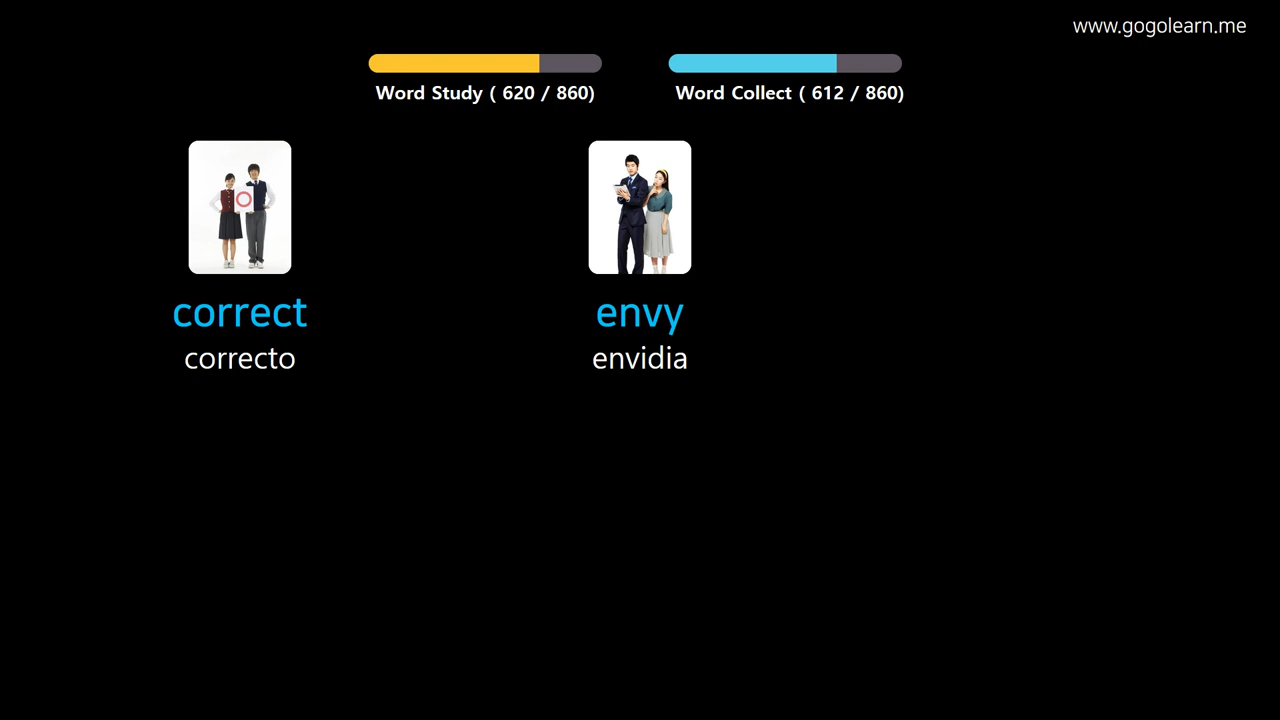 www.gogolearn.me
Word Study ( 620 / 860)
Word Collect ( 612 / 860)
correct
correcto
envy
envidia